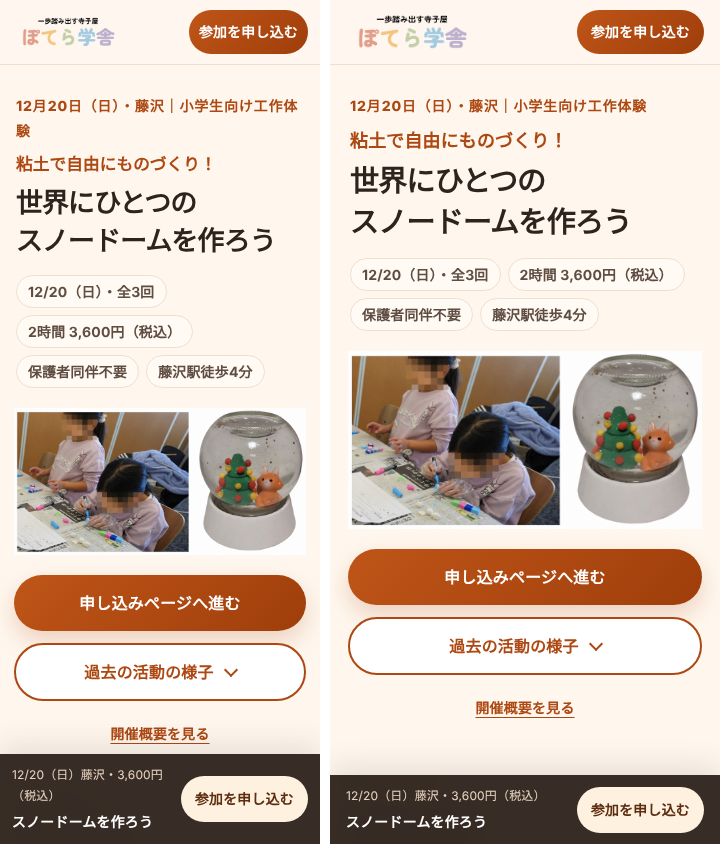 一歩踏み出す寺子屋
ぽてら学舎
参加を申し込む
12月20日（日）・藤沢｜小学生向け工作体
験
粘土で自由にものづくり！
世界にひとつの
スノードームを作ろう
12/20（日）・全3回
2時間 3,600円（税込）
保護者同伴不要
藤沢駅徒歩4分
申し込みページへ進む
過去の活動の様子
開催概要を見る
12/20（日）藤沢・3,600円
（税込）
スノードームを作ろう
参加を申し込む
一歩踏み出す寺子屋
ぽてら学舎
参加を申し込む
12月20日（日）・藤沢｜小学生向け工作体験
粘土で自由にものづくり！
世界にひとつの
スノードームを作ろう
12/20（日）・全3回
2時間 3,600円（税込）
保護者同伴不要
藤沢駅徒歩4分
申し込みページへ進む
過去の活動の様子
開催概要を見る
12/20（日）藤沢・3,600円（税込）
スノードームを作ろう
参加を申し込む